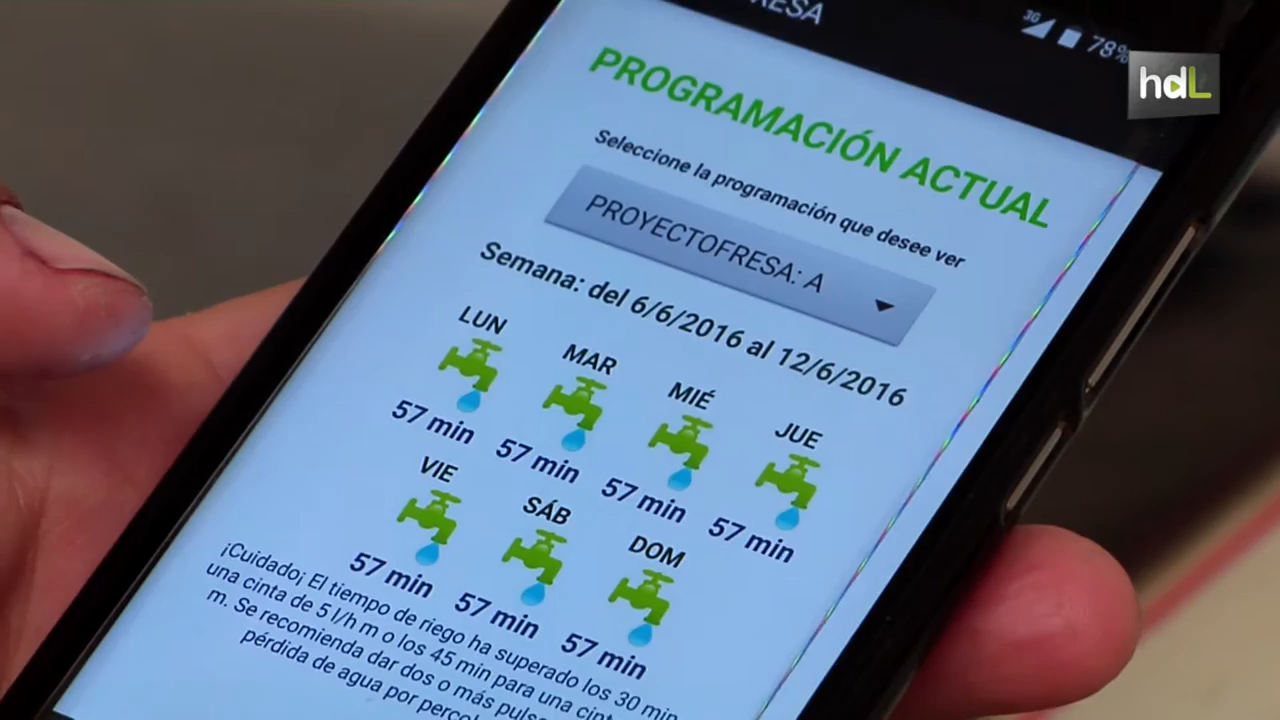 3G 78%
hdL
PROGRAMACIÓN ACTUAL
Seleccione la programación que desee ver
PROYECTOFRESA: A
Semana: del 6/6/2016 al 12/6/2016
LUN MAR MIÉ JUE
57 min 57 min 57 min 57 min
VIE SÁB DOM
57 min 57 min 57 min
¡Cuidado¡ El tiempo de riego ha superado los 30 min
una cinta de 5 l/h m o los 45 min para una
m. Se recomienda dar dos o más
pérdida de agua por